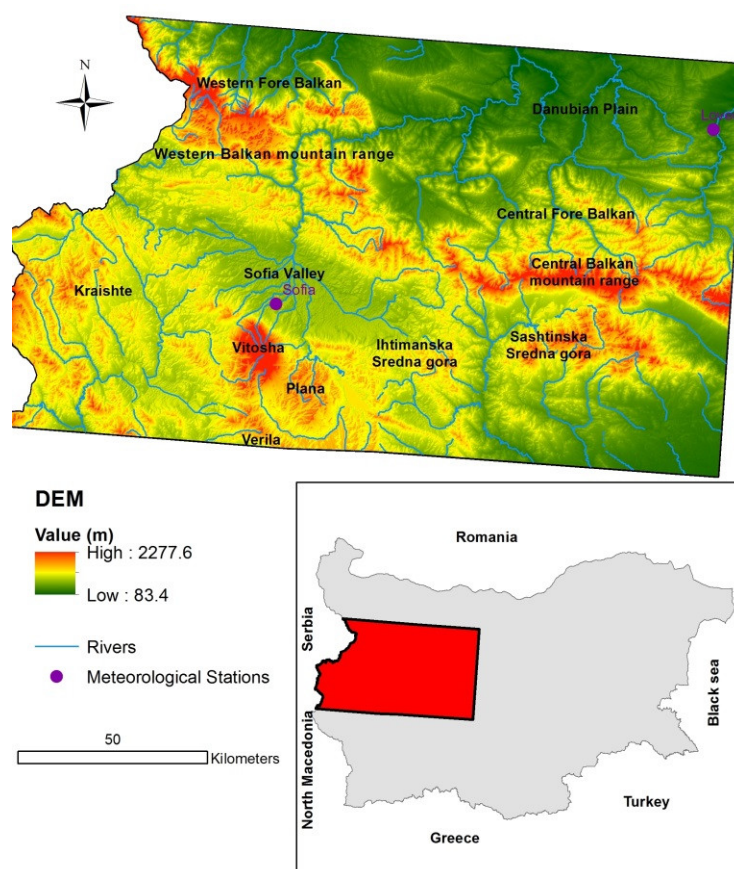 N
Western Fore Balkan
Danubian Plain
Western Balkan mountain range
Central Fore Balkan
Sofia Valley
Sofia
Central Balkan
mountain range
Kraishte
Vitosha
Ihtimanska
Sredna gora
Sashtinska
Sredna gora
Plana
Verila
DEM
Value (m)
High : 2277.6
Low : 83.4
Rivers
Meteorological Stations
50
Kilometers
Romania
Serbia
North Macedonia
Black sea
Turkey
Greece